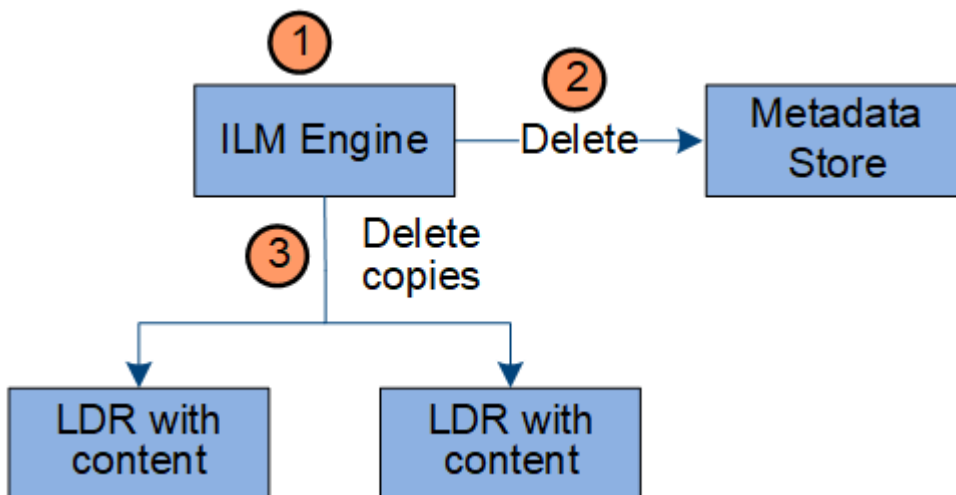 1
2
ILM Engine
Delete
Metadata
Store
3
Delete
copies
LDR with
content
LDR with
content